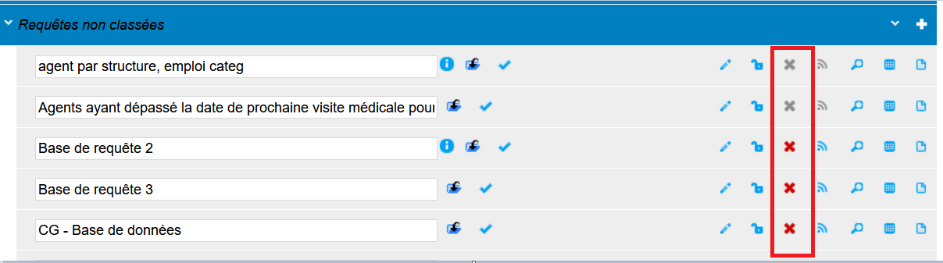 Requêtes non classées
agent par structure, emploi categ
Agents ayant dépassé la date de prochaine visite médicale pour
Base de requête 2
Base de requête 3
CG - Base de données